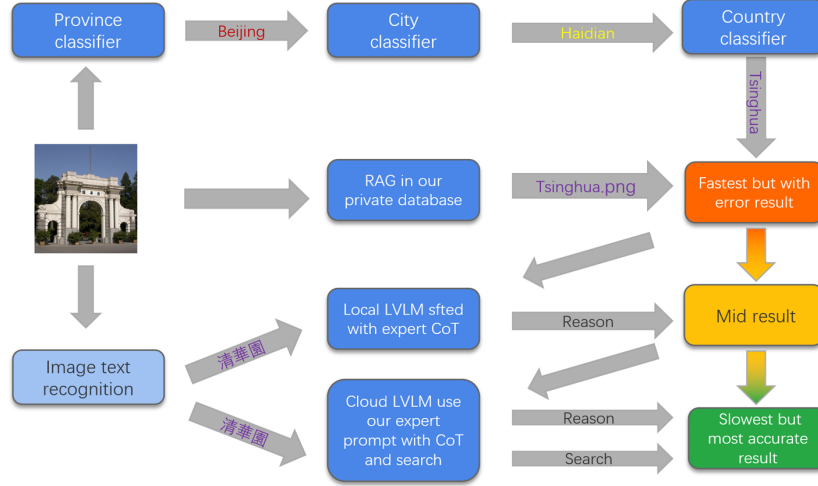 Province
classifier
Beijing
City
classifier
Haidian
Country
classifier
Tsinghua
RAG in our
private database
Tsinghua.png
Fastest but with
error result
Local LVLM sfted
with expert CoT
Reason
Mid result
Image text
recognition
清華園
清華園
Cloud LVLM use
our expert
prompt with CoT
and search
Reason
Search
Slowest but
most accurate
result